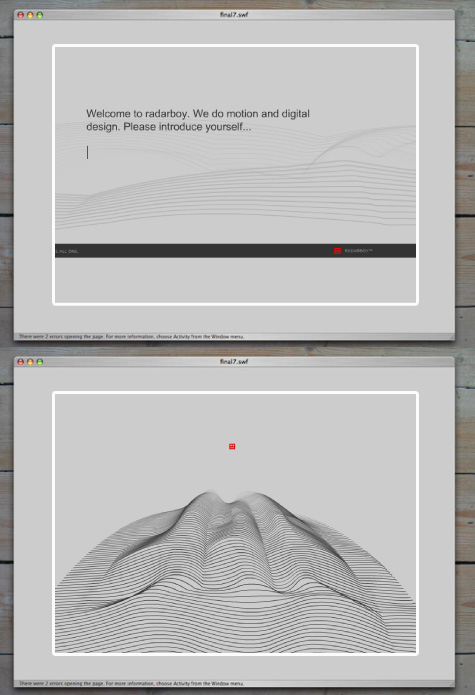 final7.swf
Welcome to radarboy. We do motion and digital
design. Please introduce yourself...
RADARBOY™
There were 2 errors opening the page. For more information, choose Activity from the Window menu.
final7.swf
There were 2 errors opening the page. For more information, choose Activity from the Window menu.